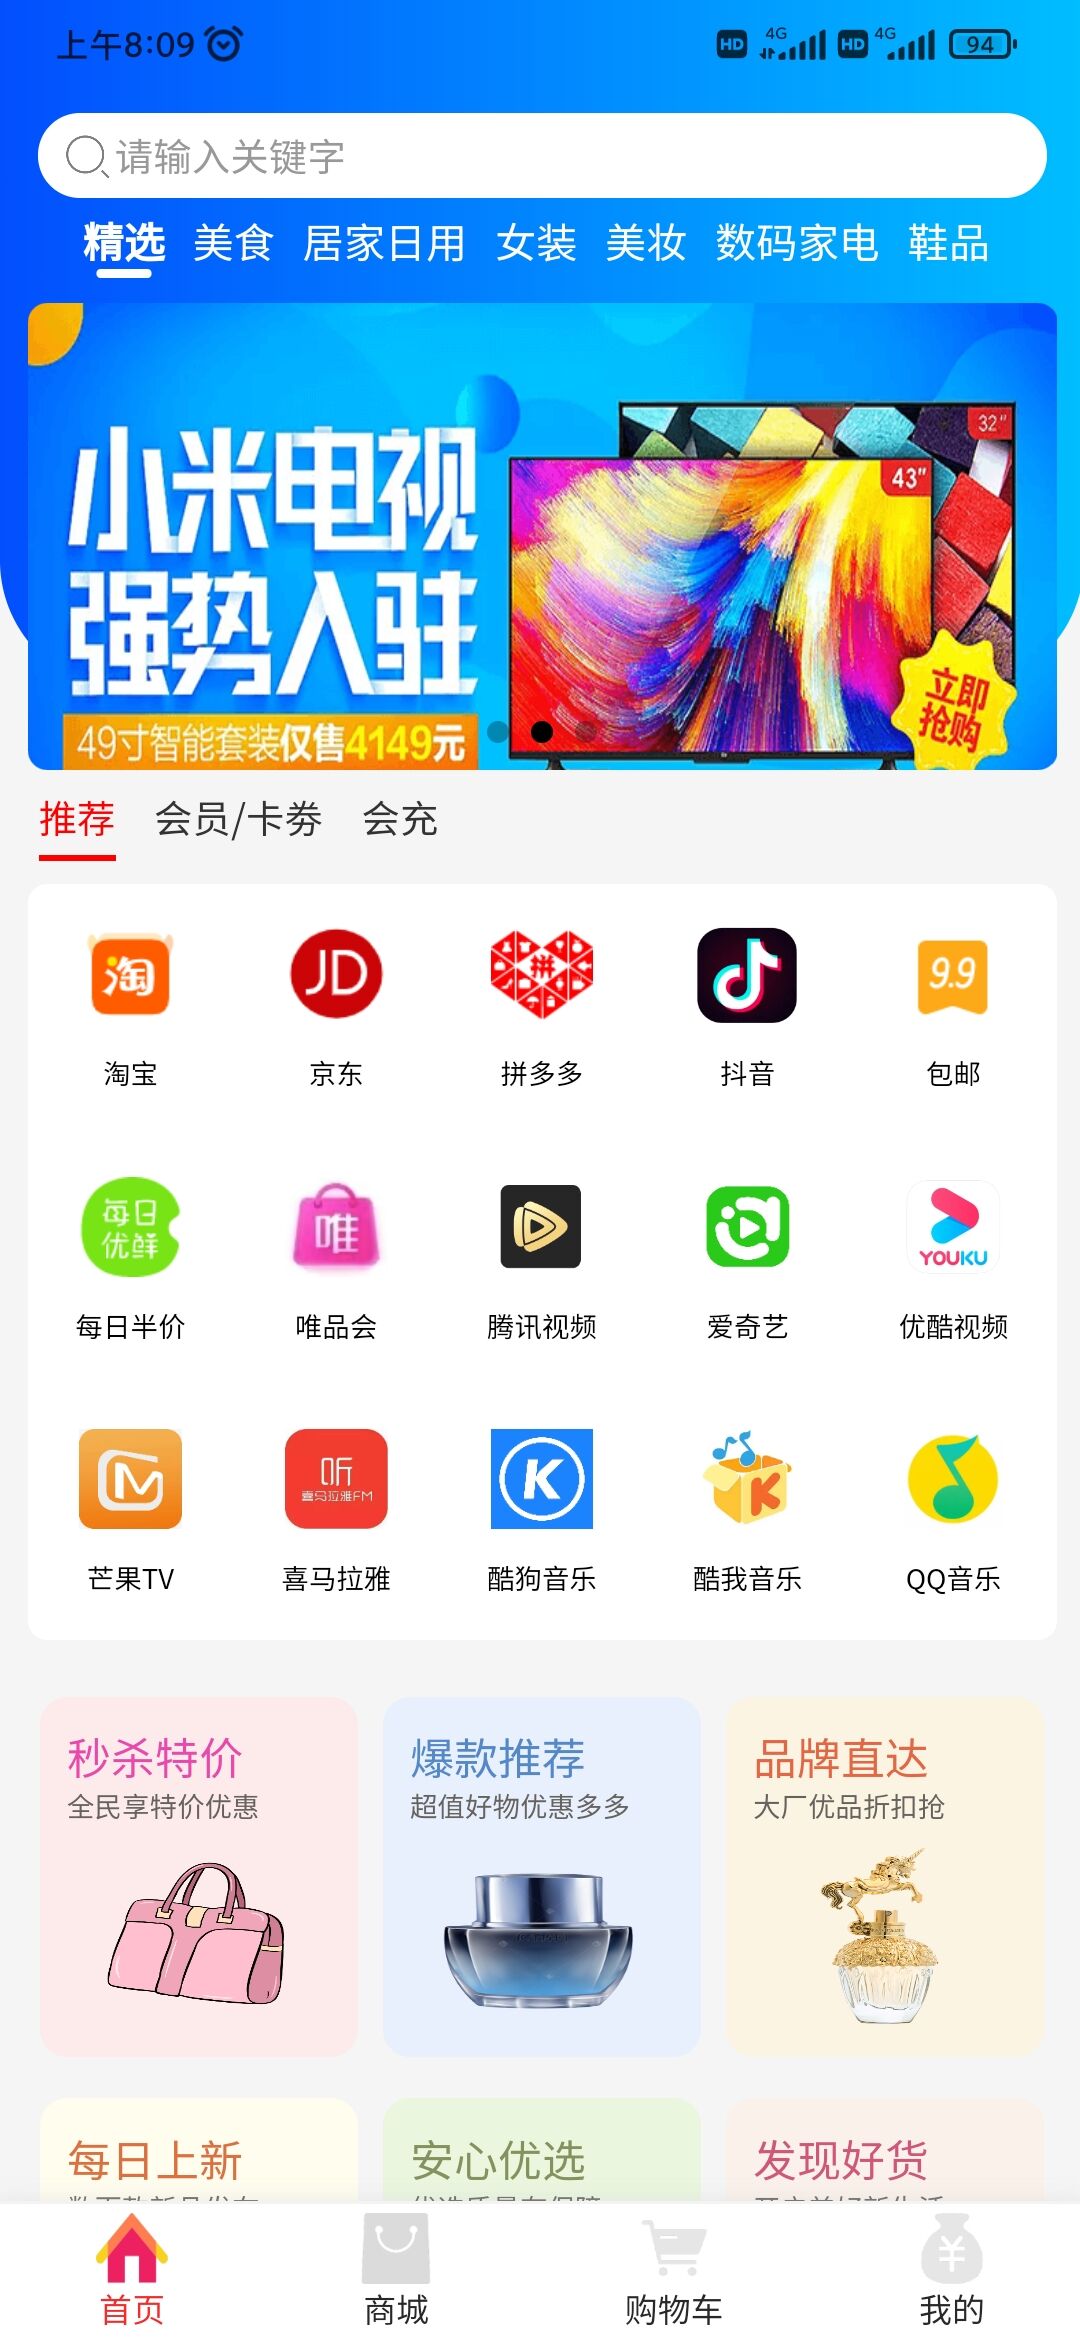 上午8:09
HD 4G HD 4G 94
请输入关键字
精选 美食 居家日用 女装 美妆 数码家电 鞋品
小米电视
强势入驻
49寸智能套装仅售4149元
32"
43"
立即
抢购
推荐 会员/卡券 会充
淘
JD
拼
9.9
淘宝 京东 拼多多 抖音 包邮
每日
优鲜
唯
YOUKU
每日半价 唯品会 腾讯视频 爱奇艺 优酷视频
听
喜马拉雅FM
K
K
芒果TV 喜马拉雅 酷狗音乐 酷我音乐 QQ音乐
秒杀特价 爆款推荐 品牌直达
全民享特价优惠 超值好物优惠多多 大厂优品折扣抢
每日上新 安心优选 发现好货
首页 商城 购物车 我的